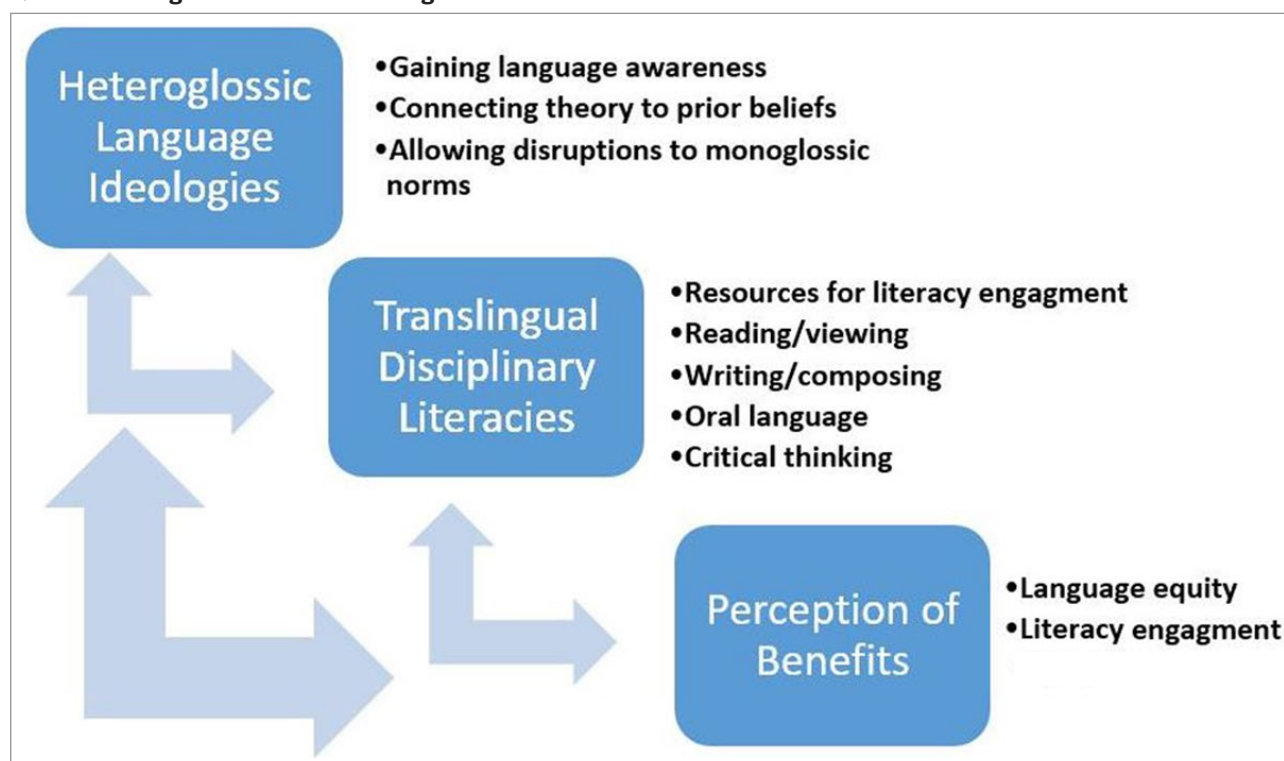 Heteroglossic
Language
Ideologies
•Gaining language awareness
•Connecting theory to prior beliefs
•Allowing disruptions to monoglossic
norms
Translingual
Disciplinary
Literacies
•Resources for literacy engagment
•Reading/viewing
•Writing/composing
•Oral language
•Critical thinking
Perception of
Benefits
•Language equity
•Literacy engagment